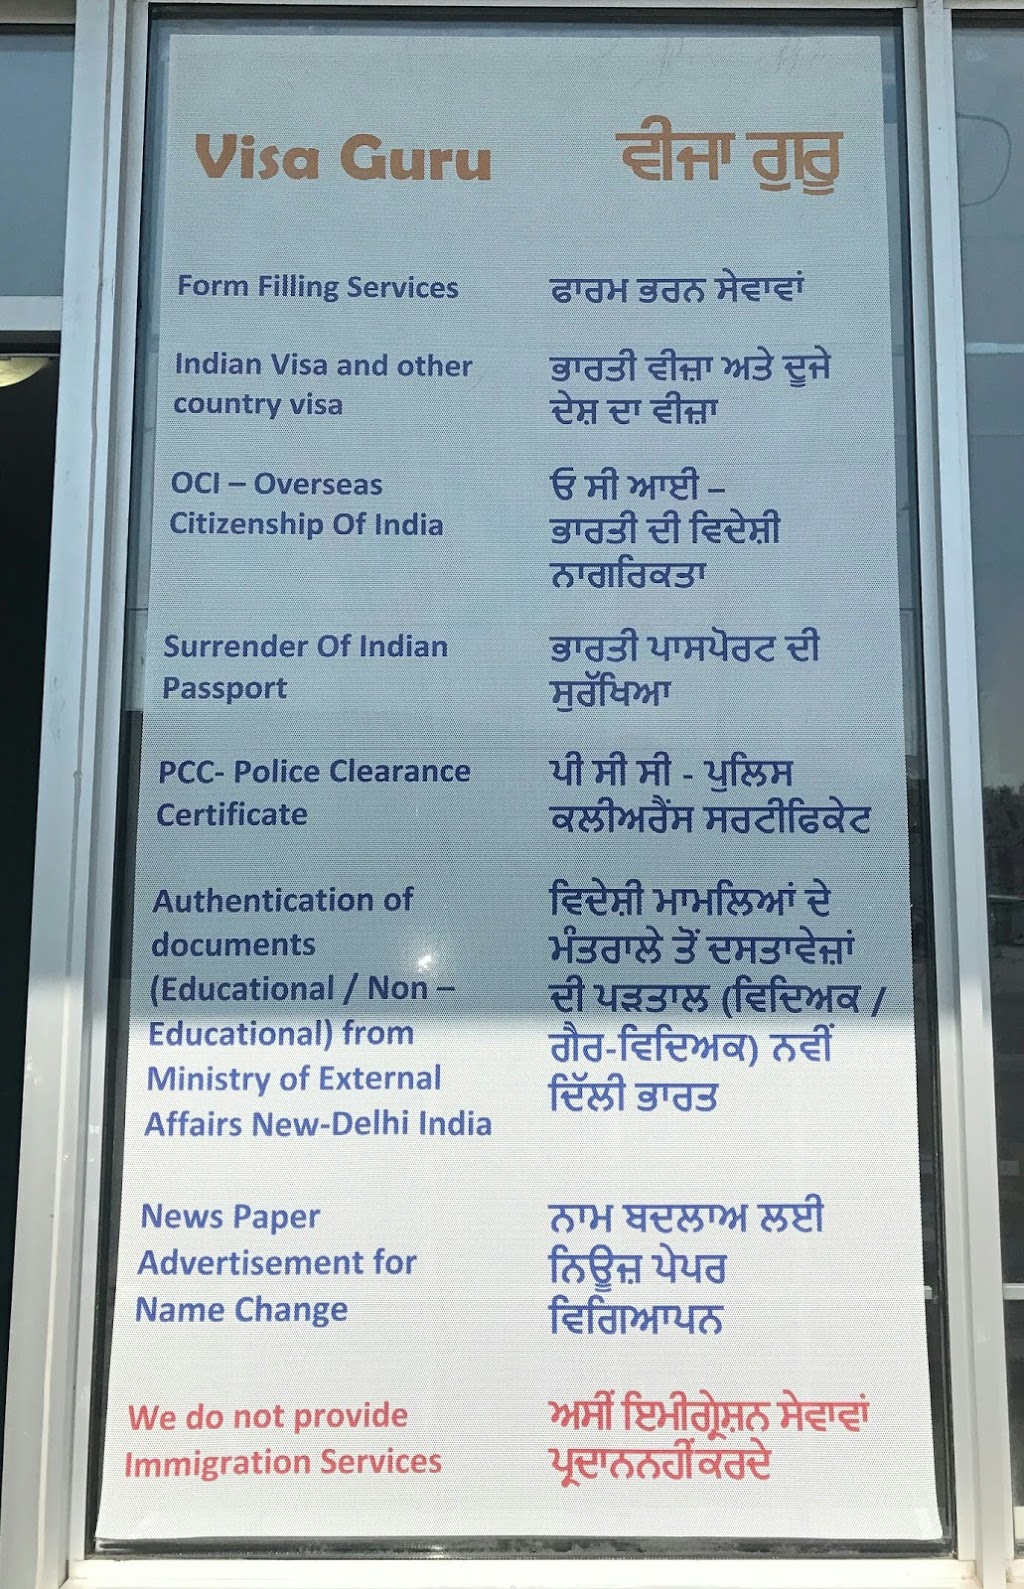 Visa Guru
ਵੀਜਾ ਗੁਰੂ
Form Filling Services
ਫਾਰਮ ਭਰਨ ਸੇਵਾਵਾਂ
Indian Visa and other
country visa
ਭਾਰਤੀ ਵੀਜ਼ਾ ਅਤੇ ਦੂਜੇ
ਦੇਸ਼ ਦਾ ਵੀਜ਼ਾ
OCI – Overseas
Citizenship Of India
ਓ ਸੀ ਆਈ –
ਭਾਰਤੀ ਦੀ ਵਿਦੇਸ਼ੀ
ਨਾਗਰਿਕਤਾ
Surrender Of Indian
Passport
ਭਾਰਤੀ ਪਾਸਪੋਰਟ ਦੀ
ਸੁਰੱਖਿਆ
PCC- Police Clearance
Certificate
ਪੀ ਸੀ ਸੀ - ਪੁਲਿਸ
ਕਲੀਅਰੈਂਸ ਸਰਟੀਫਿਕੇਟ
Authentication of
documents
(Educational / Non –
Educational) from
Ministry of External
Affairs New-Delhi India
ਵਿਦੇਸ਼ੀ ਮਾਮਲਿਆਂ ਦੇ
ਮੰਤਰਾਲੇ ਤੋਂ ਦਸਤਾਵੇਜ਼ਾਂ
ਦੀ ਪੜਤਾਲ (ਵਿਦਿਅਕ /
ਗੈਰ-ਵਿਦਿਅਕ) ਨਵੀਂ
ਦਿੱਲੀ ਭਾਰਤ
News Paper
Advertisement for
Name Change
ਨਾਮ ਬਦਲਾਅ ਲਈ
ਨਿਊਜ਼ ਪੇਪਰ
ਵਿਗਿਆਪਨ
We do not provide
Immigration Services
ਅਸੀਂ ਇਮੀਗ੍ਰੇਸ਼ਨ ਸੇਵਾਵਾਂ
ਪ੍ਰਦਾਨਨਹੀਂਕਰਦੇ